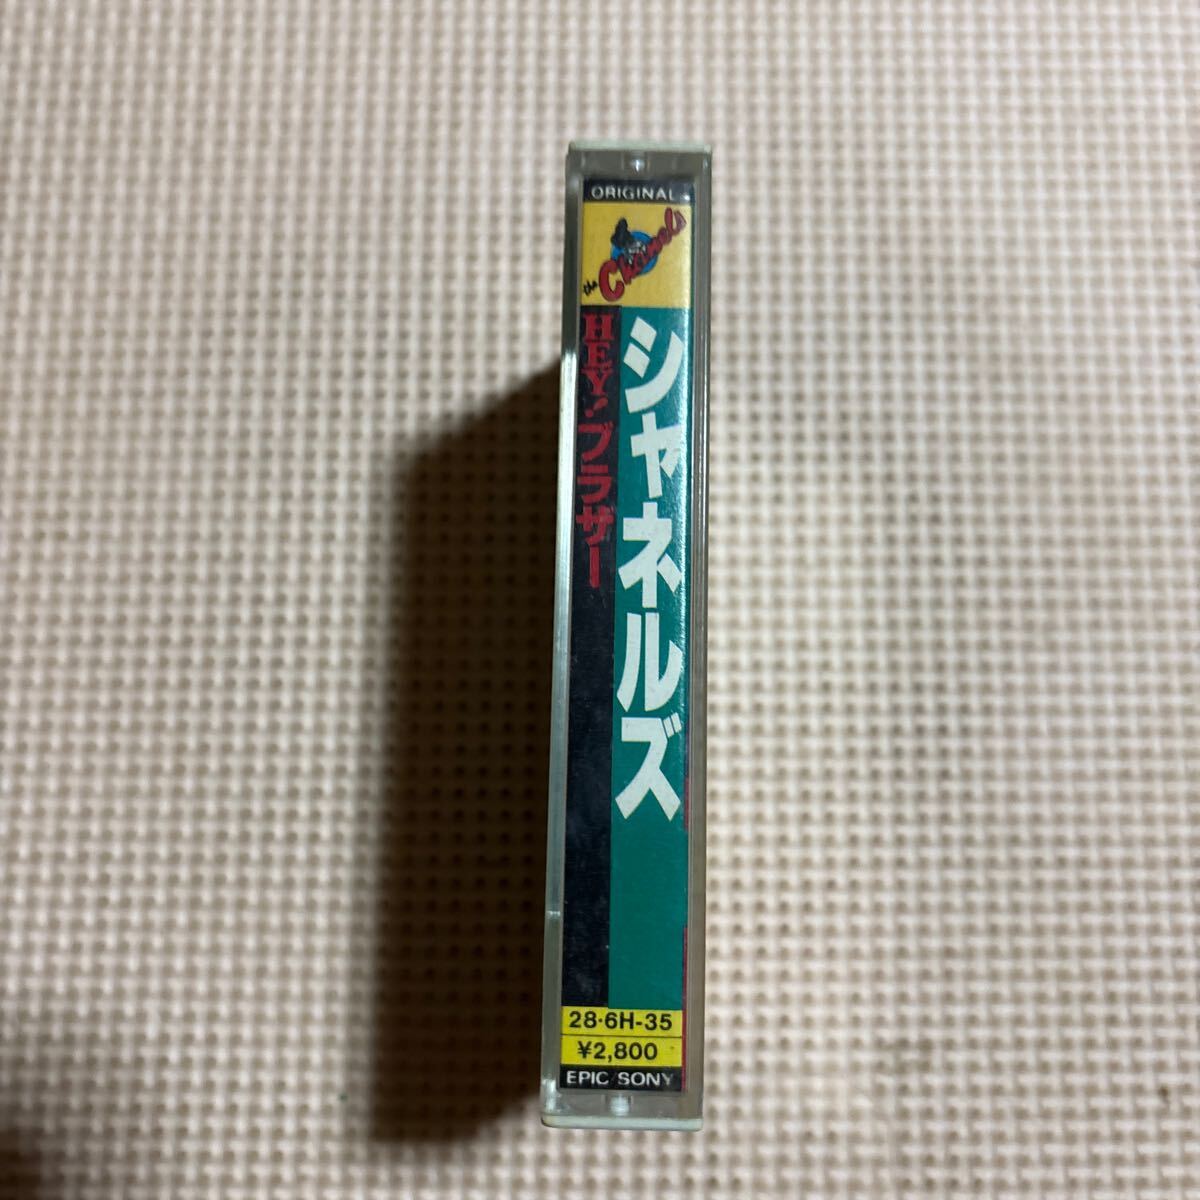 ORIGINAL
the Chanels
シャネルズ
HEY!ブラザー
28・6H-35
¥2,800
EPIC/SONY